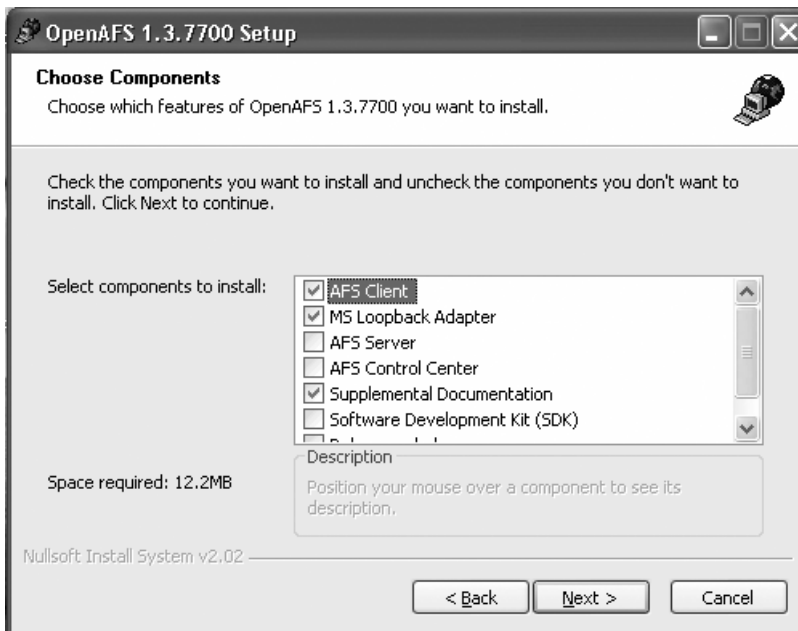 OpenAFS 1.3.7700 Setup
Choose Components
Choose which features of OpenAFS 1.3.7700 you want to install.
Check the components you want to install and uncheck the components you don't want to
install. Click Next to continue.
Select components to install:
AFS Client
MS Loopback Adapter
AFS Server
AFS Control Center
Supplemental Documentation
Software Development Kit (SDK)
Space required: 12.2MB
Description
Position your mouse over a component to see its
description.
Nullsoft Install System v2.02
< Back
Next >
Cancel